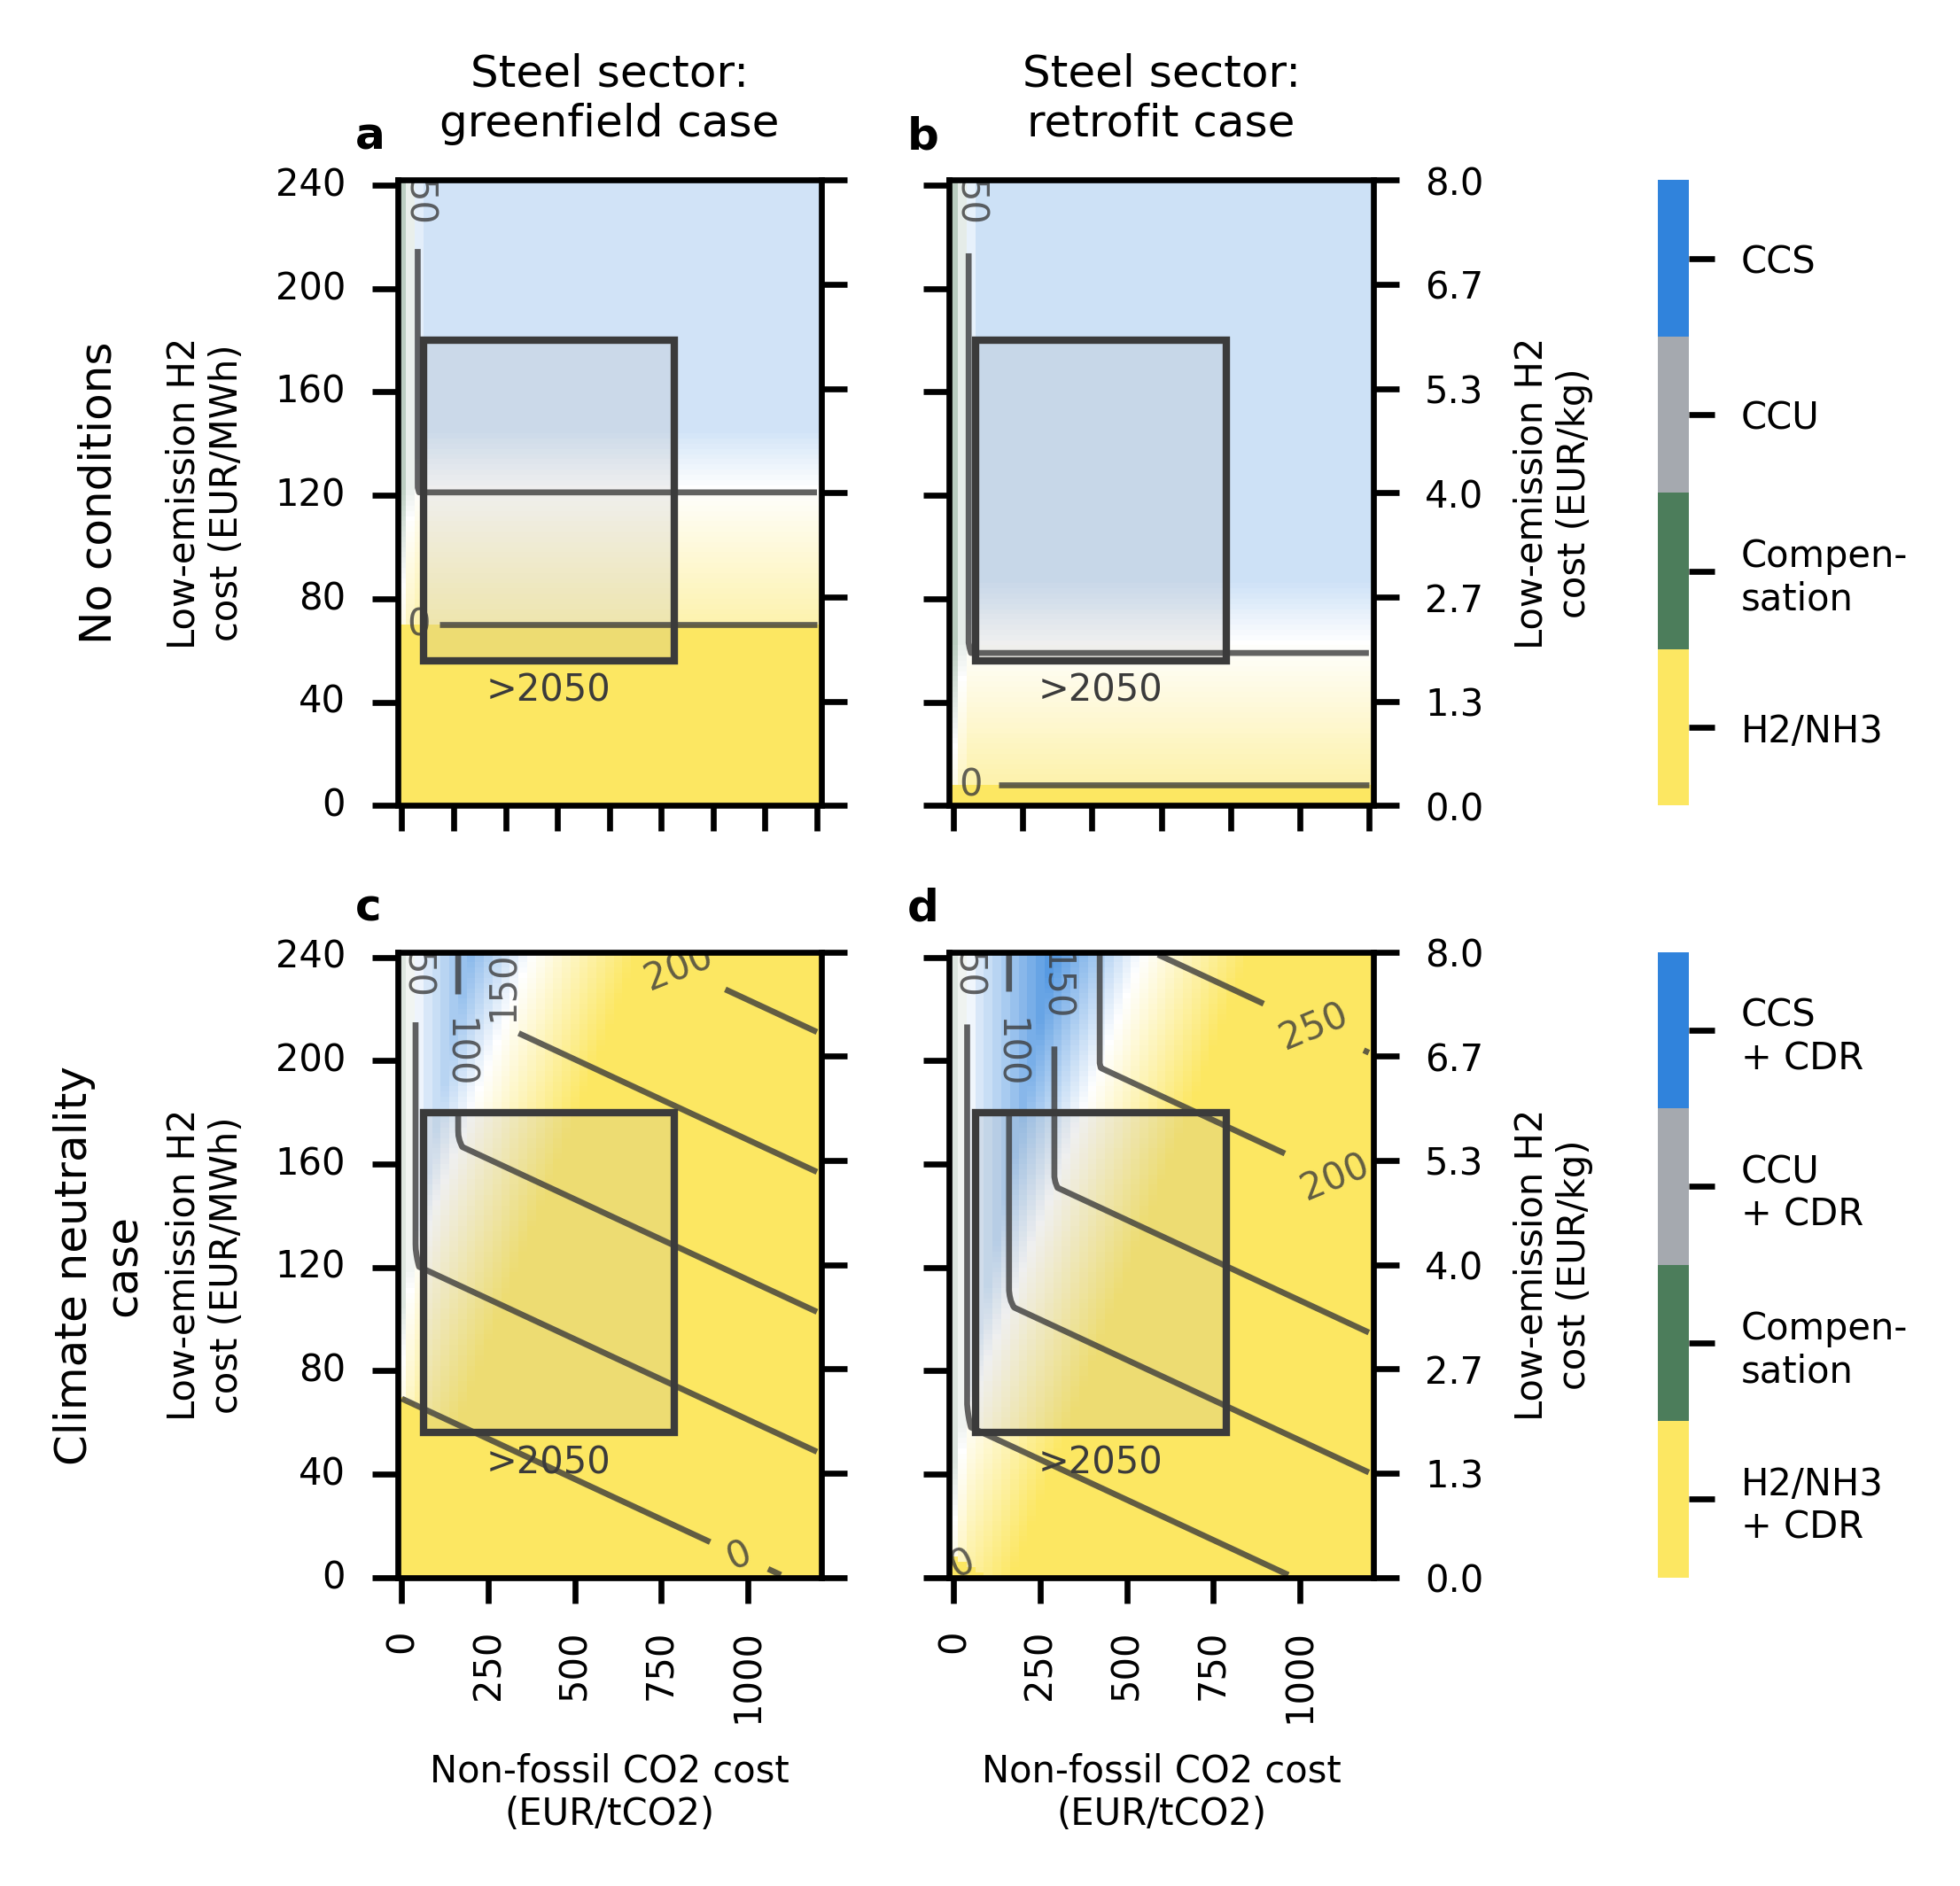 Steel sector:
greenfield case
Steel sector:
retrofit case
a
b
No conditions
Low-emission H2
cost (EUR/MWh)
240
200
160
120
80
40
0
50
0
>2050
50
0
>2050
8.0
6.7
5.3
4.0
2.7
1.3
0.0
Low-emission H2
cost (EUR/kg)
CCS
CCU
Compen-
sation
H2/NH3
c
d
Climate neutrality
case
Low-emission H2
cost (EUR/MWh)
240
200
160
120
80
40
0
50
100
150
200
0
>2050
50
100
150
250
200
0
>2050
8.0
6.7
5.3
4.0
2.7
1.3
0.0
Low-emission H2
cost (EUR/kg)
CCS
+ CDR
CCU
+ CDR
Compen-
sation
H2/NH3
+ CDR
0
250
500
750
1000
0
250
500
750
1000
Non-fossil CO2 cost
(EUR/tCO2)
Non-fossil CO2 cost
(EUR/tCO2)